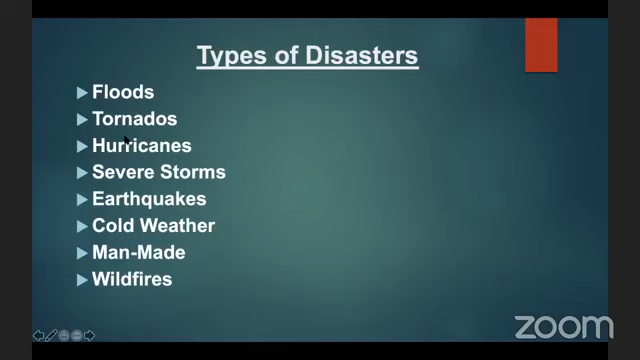 Types of Disasters
Floods
Tornados
Hurricanes
Severe Storms
Earthquakes
Cold Weather
Man-Made
Wildfires
zoom